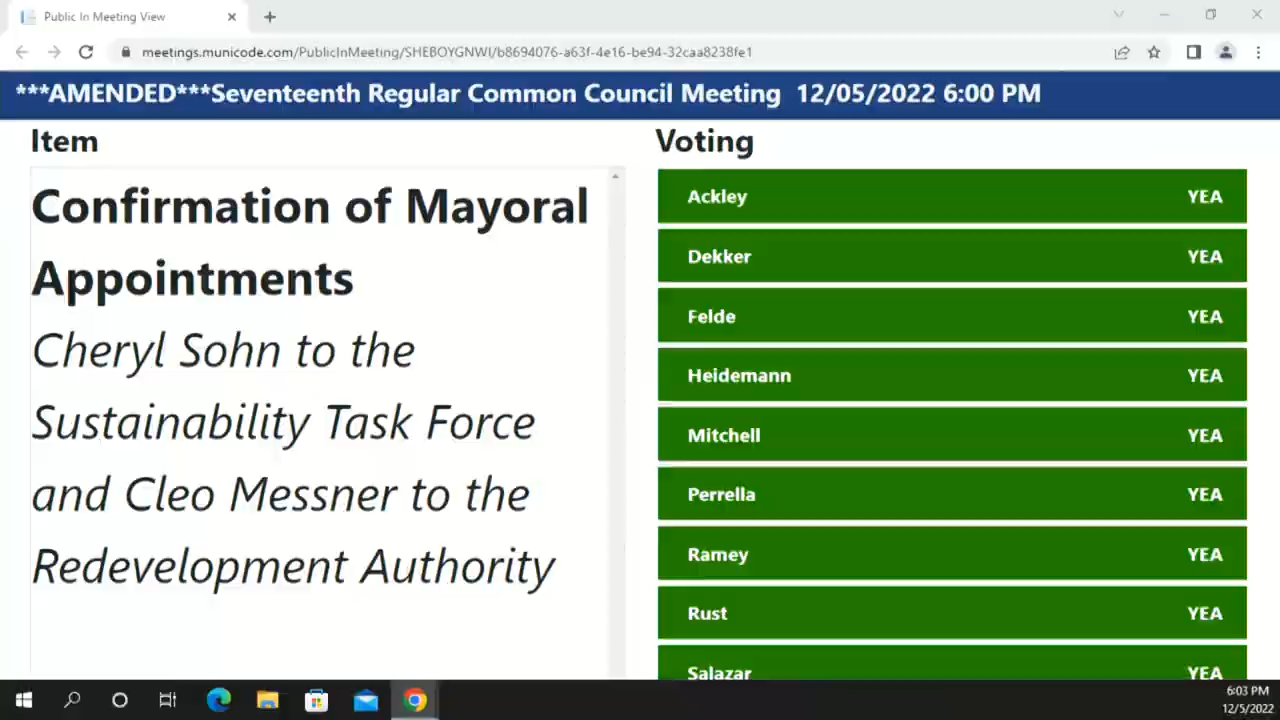 Public In Meeting View
meetings.municode.com/PublicInMeeting/SHEBOYGNWI/b8694076-a63f-4e16-be94-32caa8238fe1
***AMENDED***Seventeenth Regular Common Council Meeting 12/05/2022 6:00 PM
Item
Confirmation of Mayoral
Appointments
Cheryl Sohn to the
Sustainability Task Force
and Cleo Messner to the
Redevelopment Authority
Voting
Ackley YEA
Dekker YEA
Felde YEA
Heidemann YEA
Mitchell YEA
Perrella YEA
Ramey YEA
Rust YEA
Salazar YEA
6:03 PM
12/5/2022